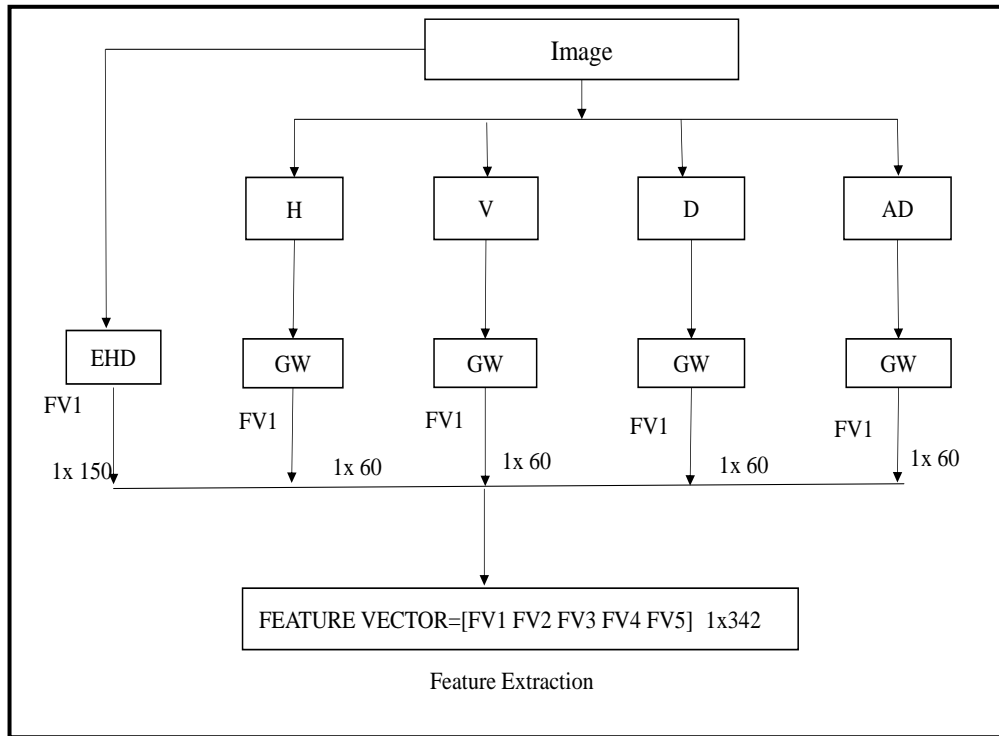 Image
H
V
D
AD
EHD
GW
GW
GW
GW
FV1
FV1
FV1
FV1
FV1
1x 150
1x 60
1x 60
1x 60
1x 60
FEATURE VECTOR=[FV1 FV2 FV3 FV4 FV5] 1x342
Feature Extraction